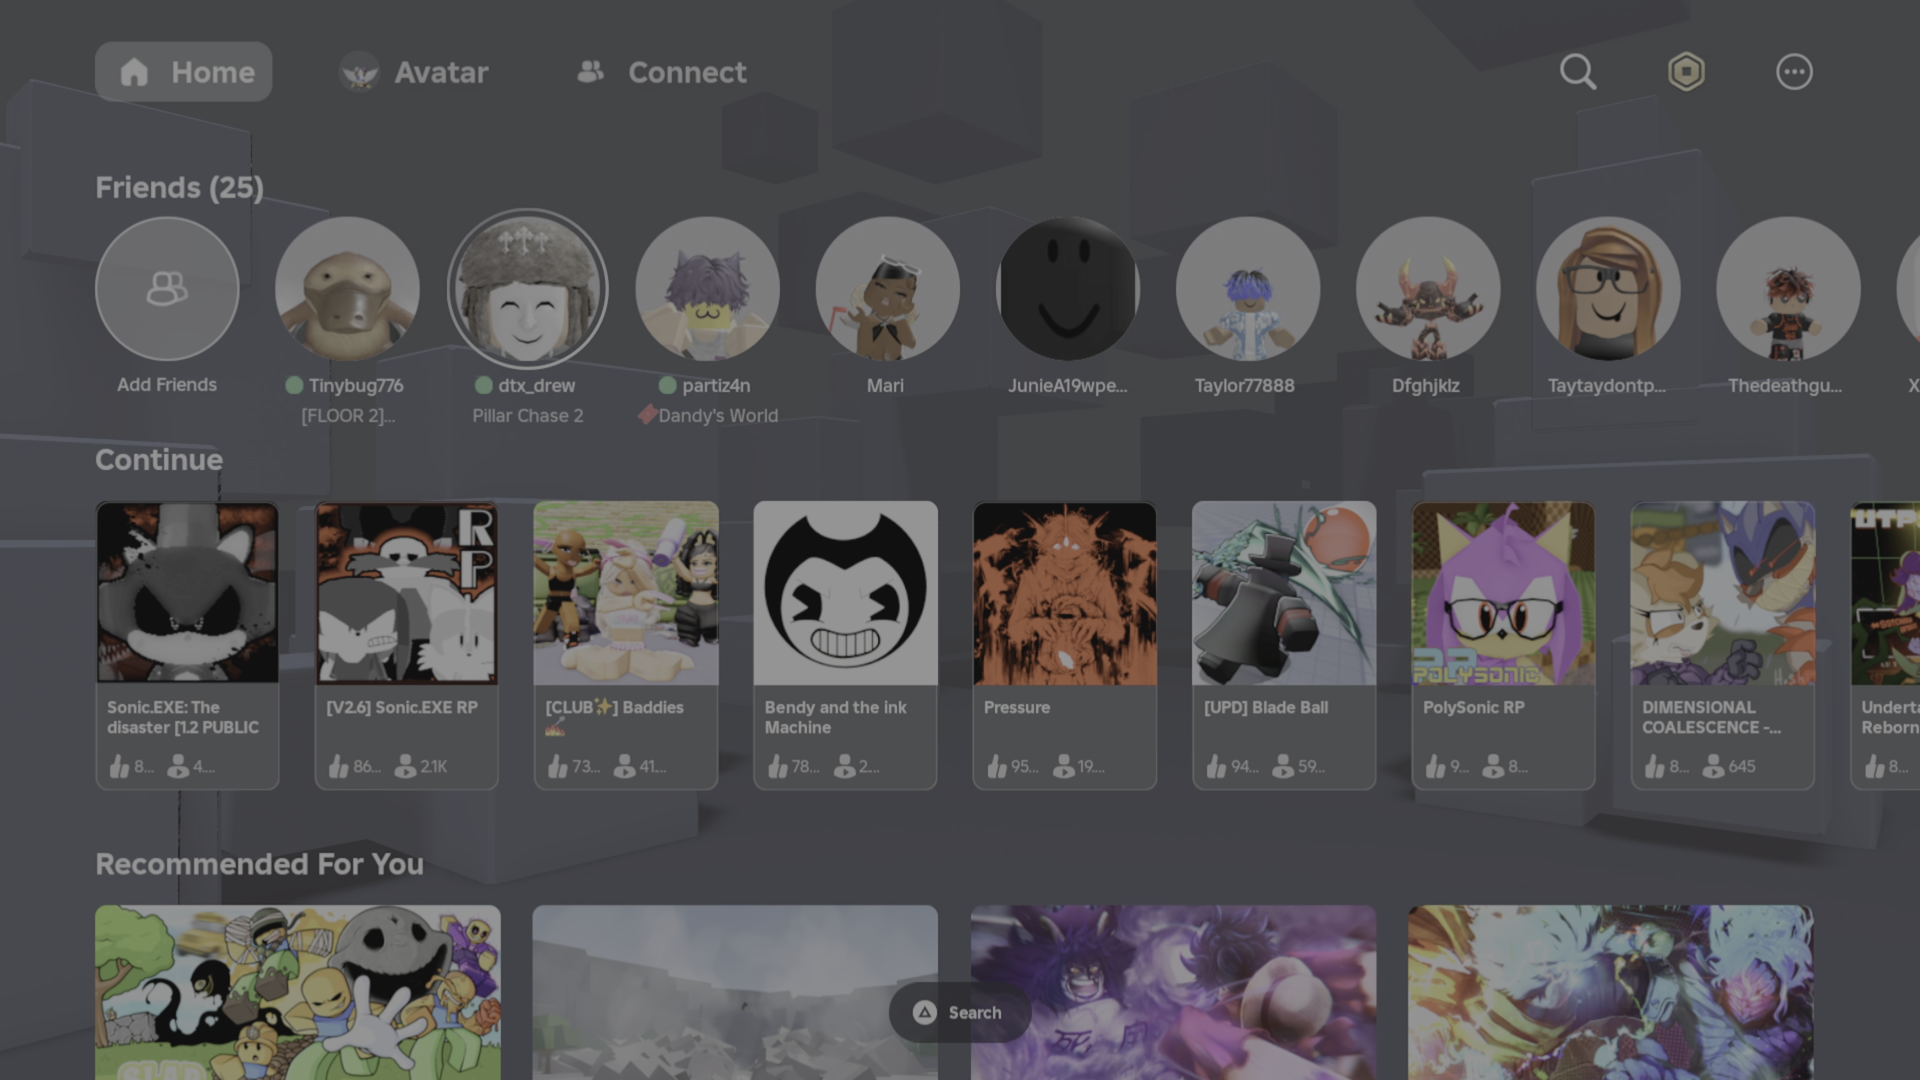 Home
Avatar
Connect
Friends (25)
Add Friends
Tinybug776
dtx_drew
partiz4n
Mari
JunieA19wpe...
Taylor77888
Dfghjklz
Taytaydontp...
Thedeathgu...
X
[FLOOR 2]...
Pillar Chase 2
Dandy's World
Continue
R
P
POLYSONIC
UTP
Sonic.EXE: The
disaster [1.2 PUBLIC
[V2.6] Sonic.EXE RP
[CLUB✨] Baddies
Bendy and the ink
Machine
Pressure
[UPD] Blade Ball
PolySonic RP
DIMENSIONAL
COALESCENCE -...
Underta
Reborn
8... 4....
86... 2.1K
73... 41...
78... 2...
95... 19....
94... 59...
9... 8...
8... 645
8...
Recommended For You
SLAP
Search